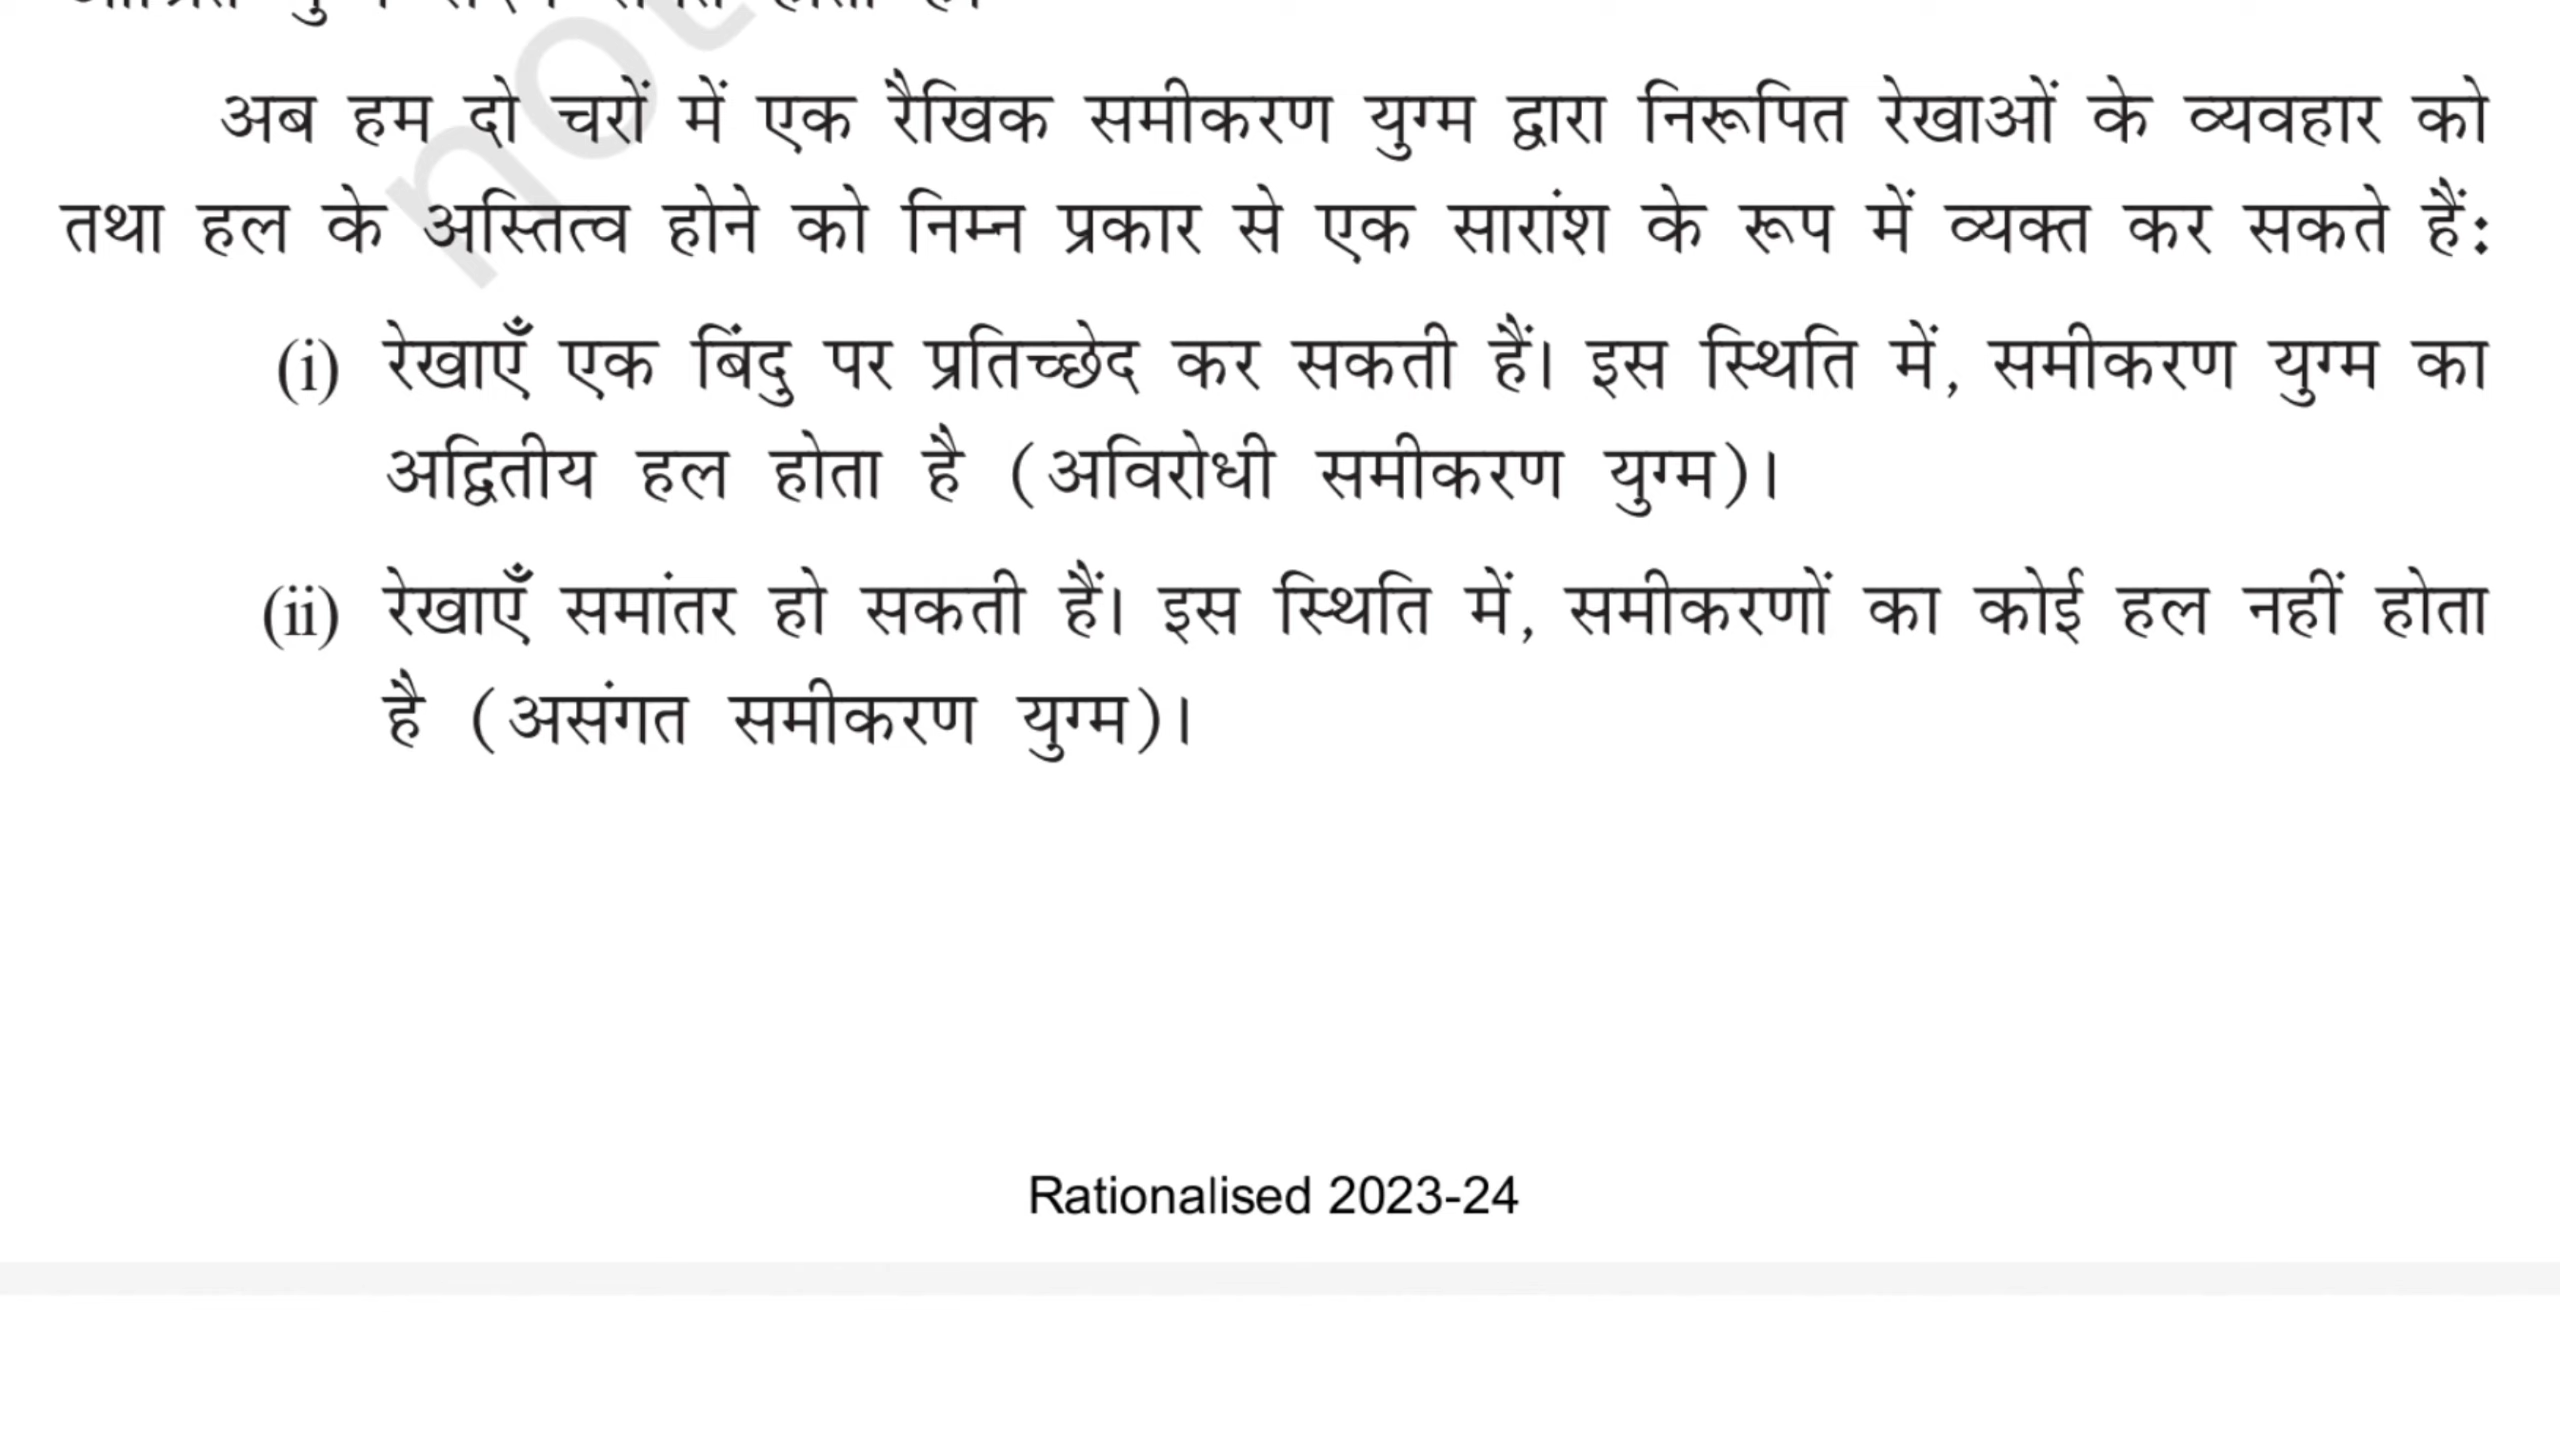 not
अब हम दो चरों में एक रैखिक समीकरण युग्म द्वारा निरूपित रेखाओं के व्यवहार को
तथा हल के अस्तित्व होने को निम्न प्रकार से एक सारांश के रूप में व्यक्त कर सकते हैं:
(i) रेखाएँ एक बिंदु पर प्रतिच्छेद कर सकती हैं। इस स्थिति में, समीकरण युग्म का
अद्वितीय हल होता है (अविरोधी समीकरण युग्म)।
(ii) रेखाएँ समांतर हो सकती हैं। इस स्थिति में, समीकरणों का कोई हल नहीं होता
है (असंगत समीकरण युग्म)।
Rationalised 2023-24